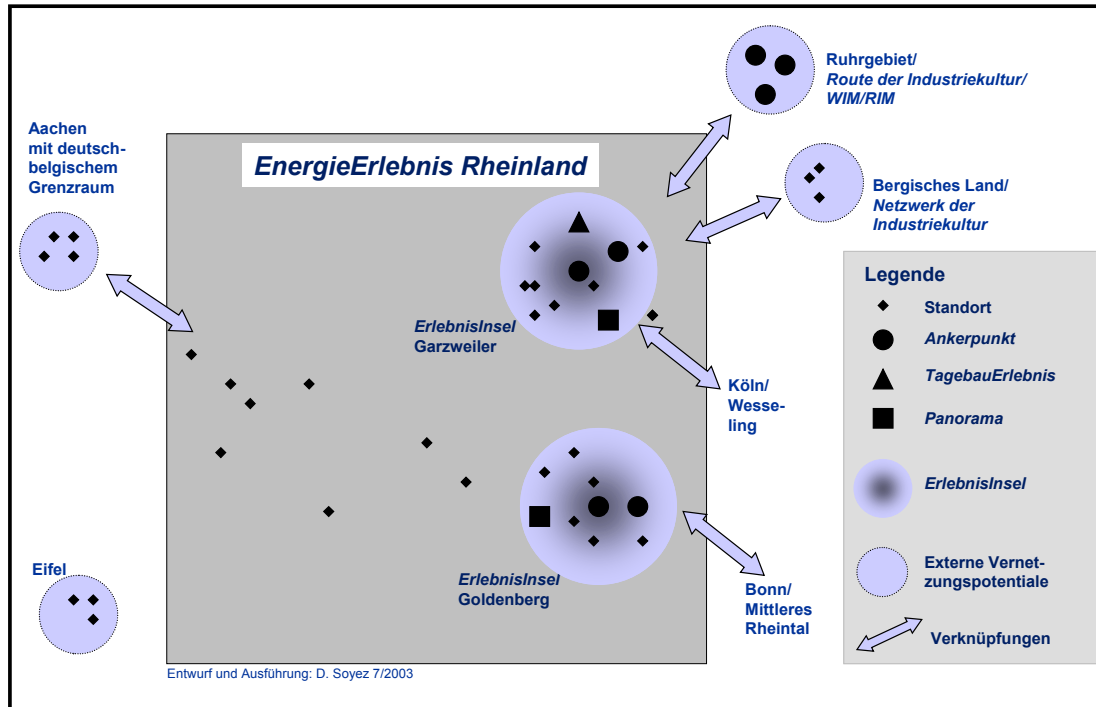 Ruhrgebiet/
Route der Industriekultur/
WIM/RIM
Aachen
mit deutsch-
belgischem
Grenzraum
EnergieErlebnis Rheinland
Bergisches Land/
Netzwerk der
Industriekultur
ErlebnisInsel
Garzweiler
Köln/
Wesse-
ling
Eifel
ErlebnisInsel
Goldenberg
Bonn/
Mittleres
Rheintal
Legende
Standort
Ankerpunkt
TagebauErlebnis
Panorama
ErlebnisInsel
Externe Vernet-
zungspotentiale
Verknüpfungen
Entwurf und Ausführung: D. Soyez 7/2003